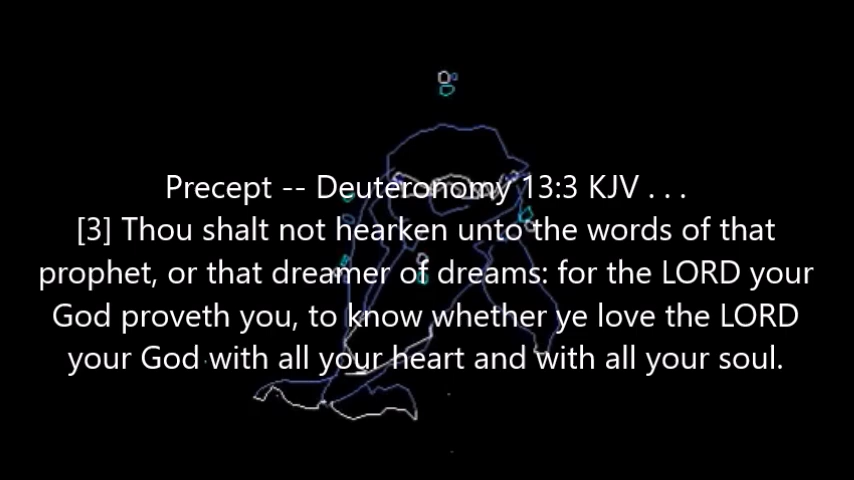 Precept -- Deuteronomy 13:3 KJV . . .
[3] Thou shalt not hearken unto the words of that
prophet, or that dreamer of dreams: for the LORD your
God proveth you, to know whether ye love the LORD
your God with all your heart and with all your soul.